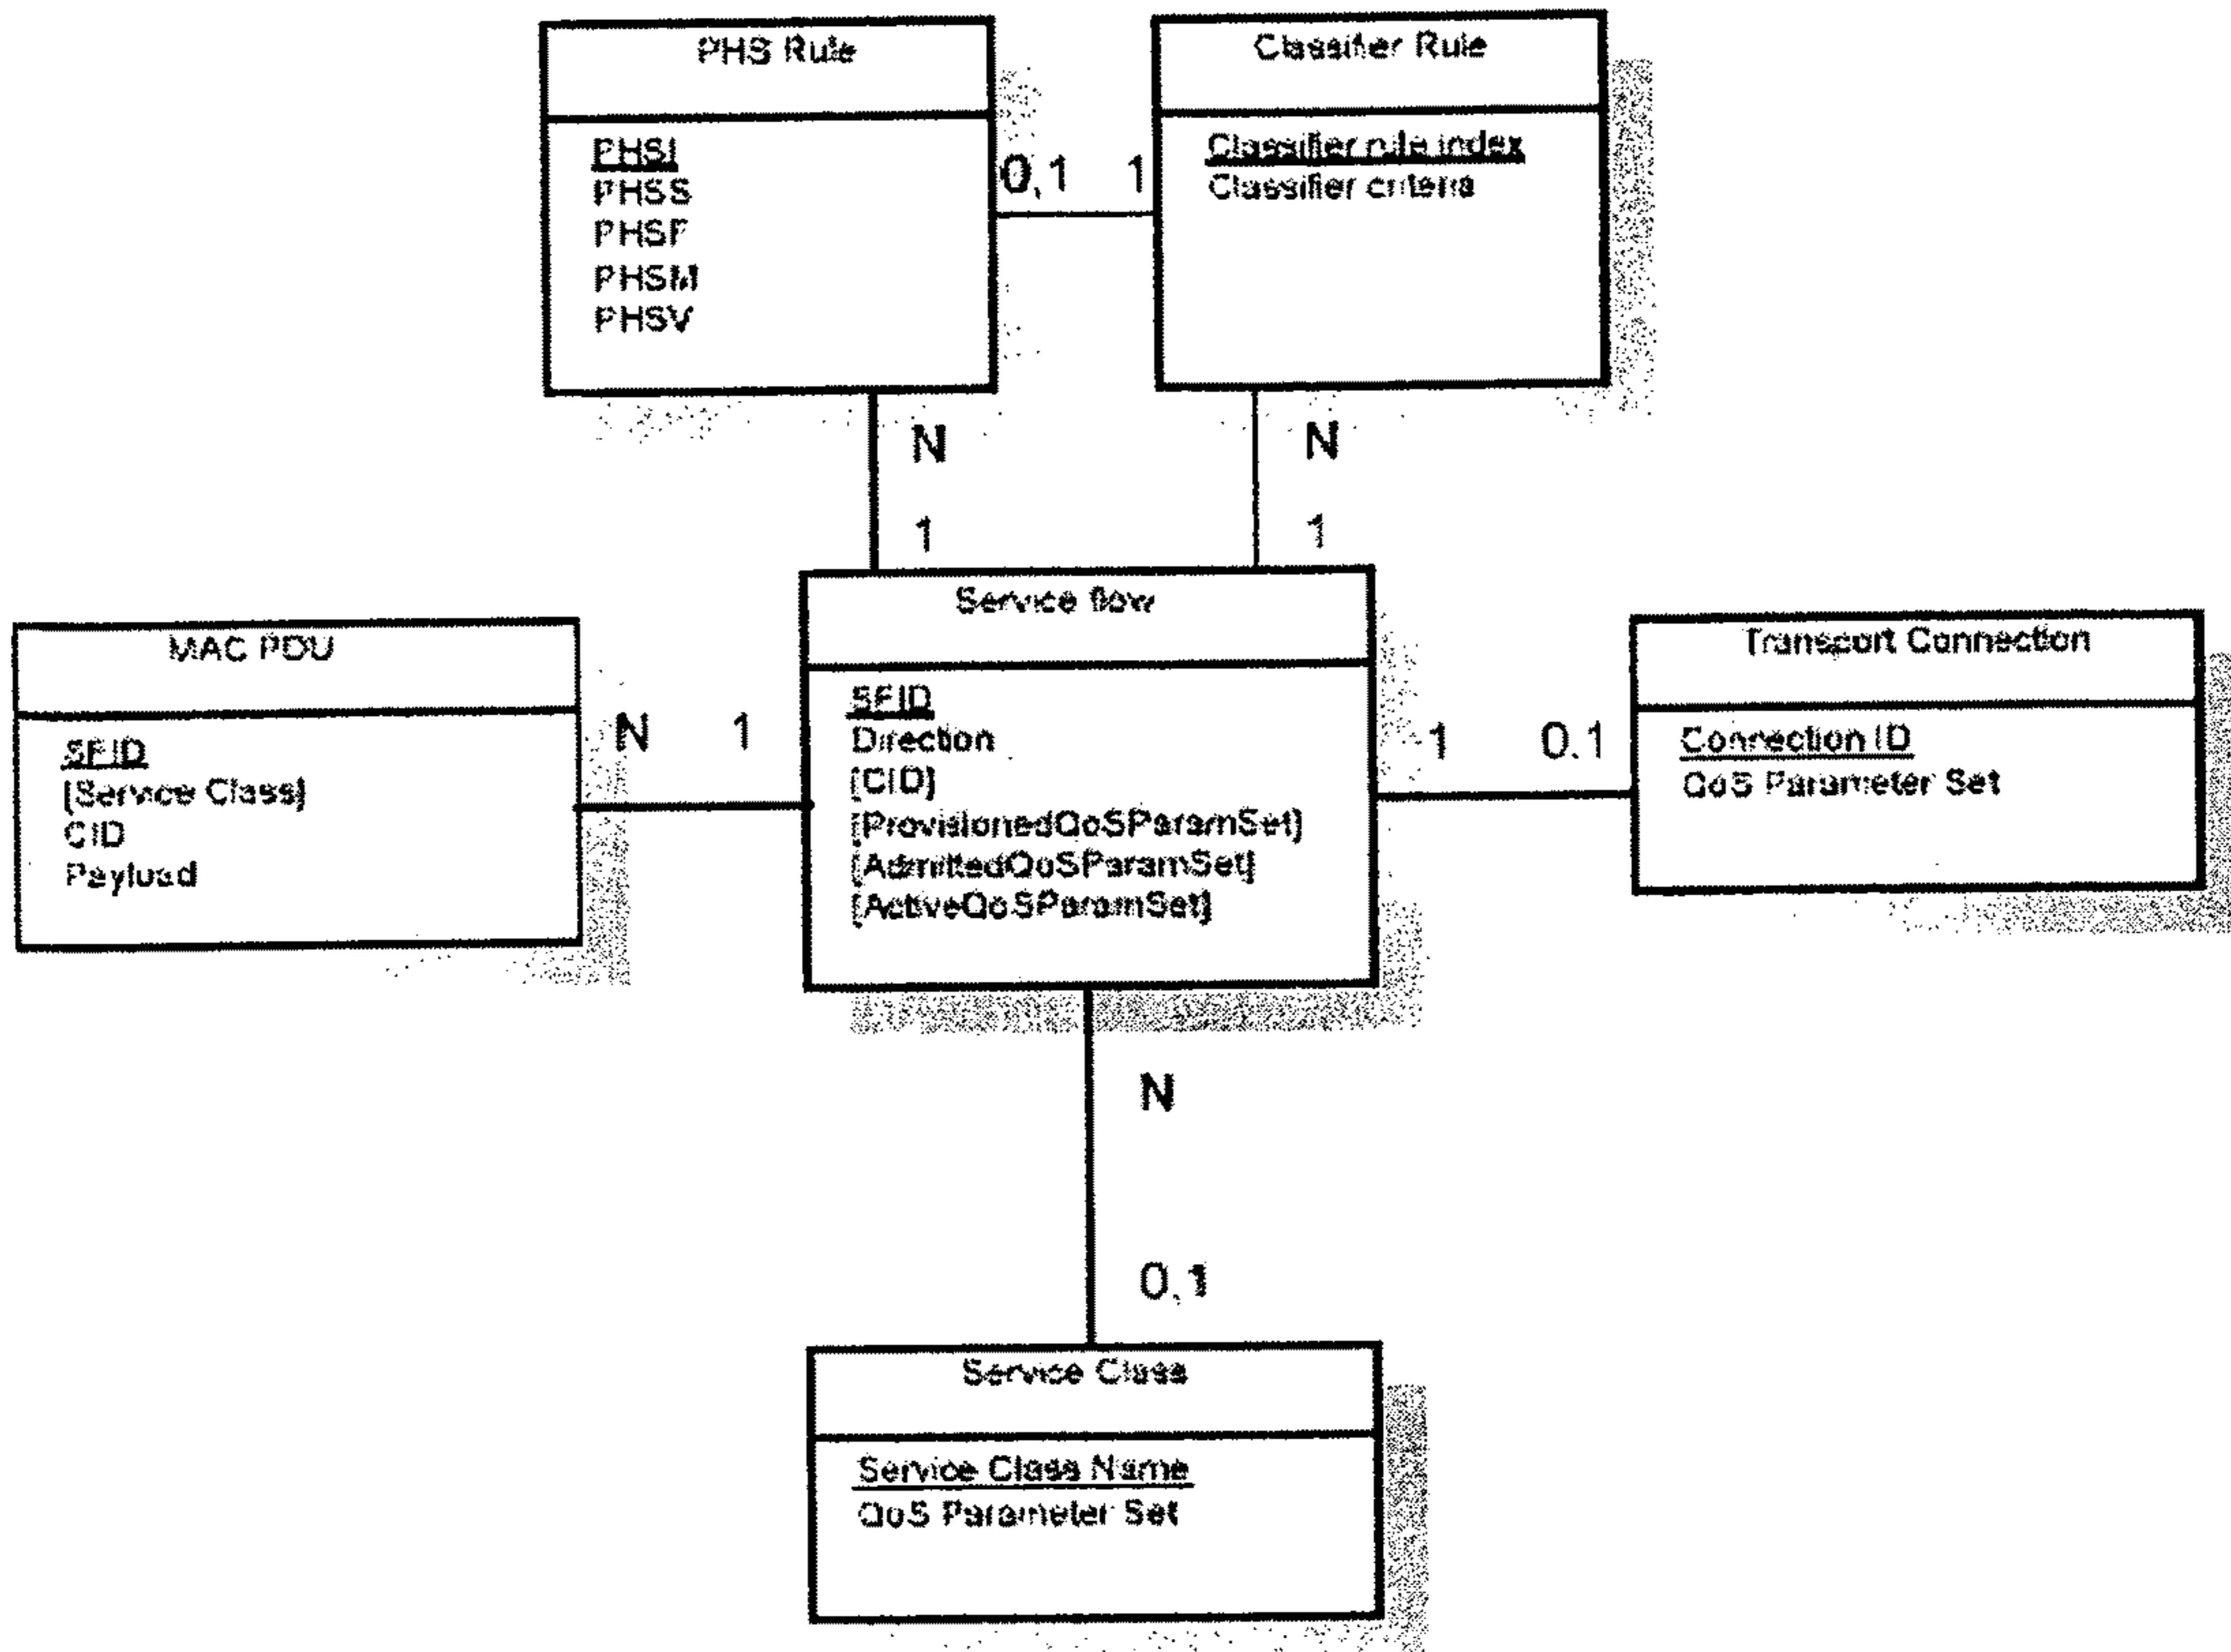 PHS Rule
PHSI
PHSS
PHSF
PHSM
PHSV
0,1 1
Classifier Rule
Classifier rule index
Classifier criteria
N
1
N
1
MAC PDU
SFID
[Service Class]
CID
Payload
N 1
Service flow
SFID
Direction
[CID]
[ProvisionedQoSParamSet]
[AdmittedQoSParamSet]
[ActiveQoSParamSet]
1 0.1
Transport Connection
Connection ID
QoS Parameter Set
N
0,1
Service Class
Service Class Name
QoS Parameter Set